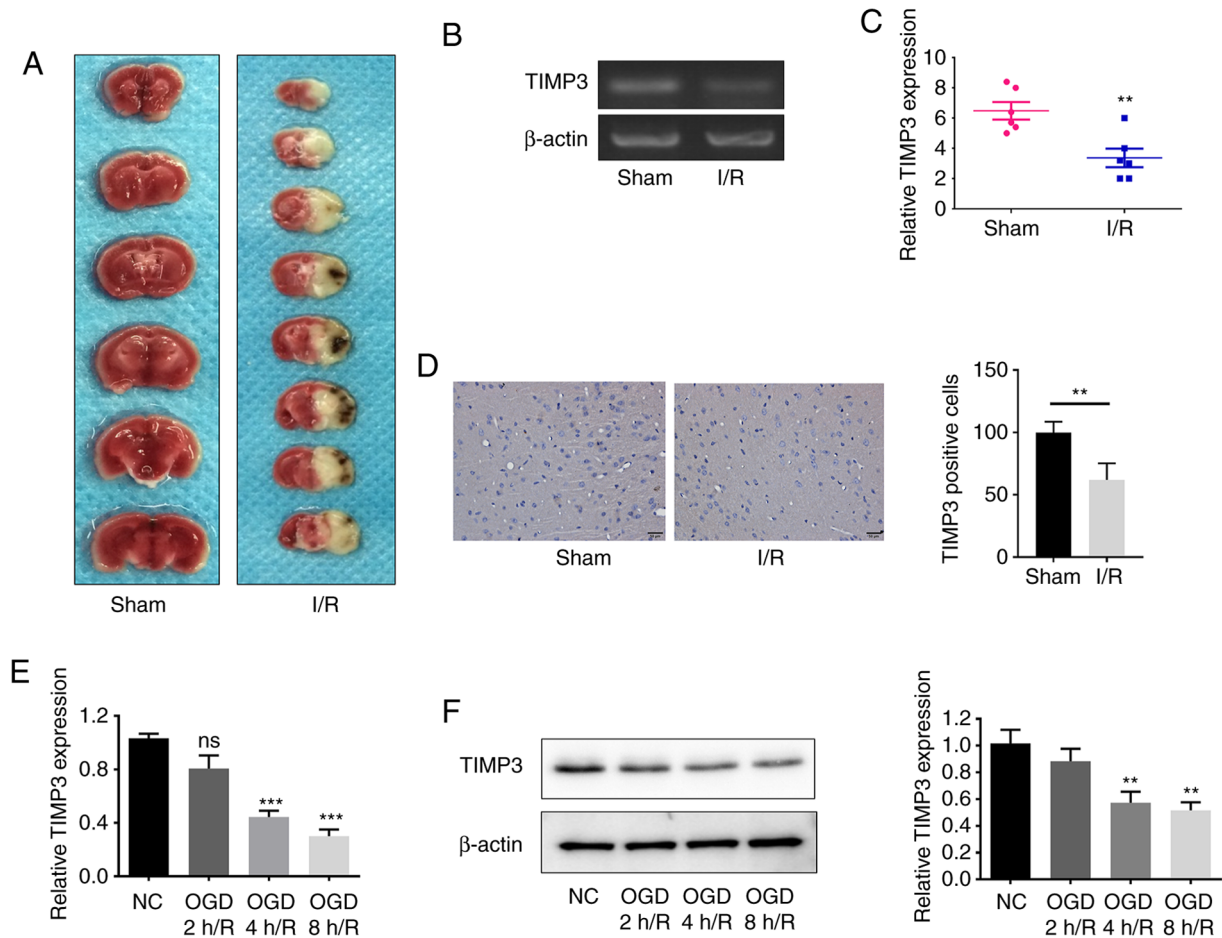 A
Sham
I/R
B
TIMP3
β-actin
Sham
I/R
C
Relative TIMP3 expression
10
8
6
4
2
0
**
Sham
I/R
D
Sham
I/R
TIMP3 positive cells
150
100
50
0
**
Sham
I/R
E
Relative TIMP3 expression
1.2
0.8
0.4
0.0
ns
***
***
NC
OGD
2 h/R
OGD
4 h/R
OGD
8 h/R
F
TIMP3
β-actin
NC
OGD
2 h/R
OGD
4 h/R
OGD
8 h/R
Relative TIMP3 expression
1.2
1.0
0.8
0.6
0.4
0.2
0.0
**
**
NC
OGD
2 h/R
OGD
4 h/R
OGD
8 h/R